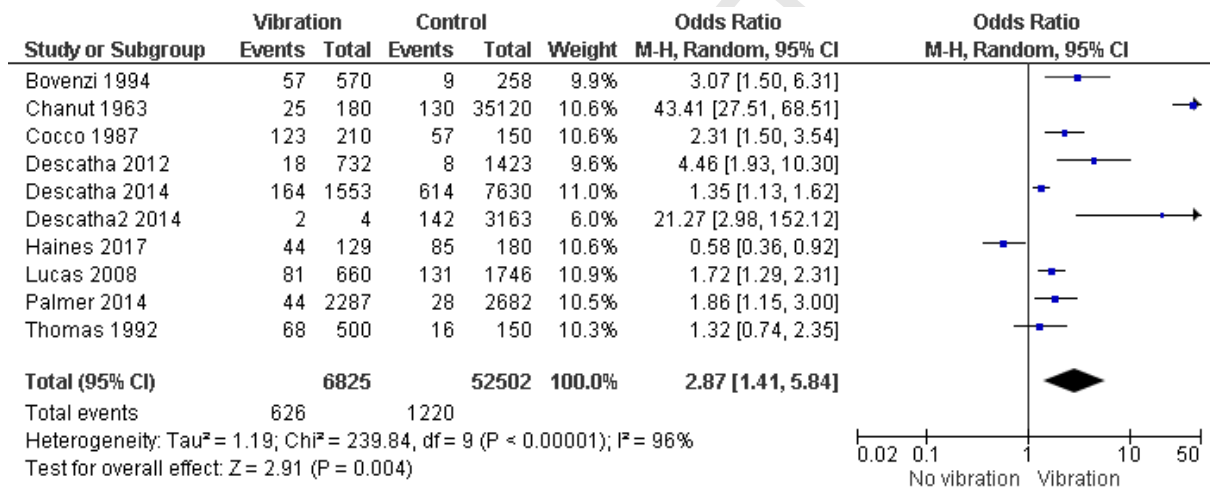 Vibration Control Odds Ratio Odds Ratio
Study or Subgroup Events Total Events Total Weight M-H, Random, 95% CI M-H, Random, 95% CI
Bovenzi 1994 57 570 9 258 9.9% 3.07 [1.50, 6.31]
Chanut 1963 25 180 130 35120 10.6% 43.41 [27.51, 68.51]
Cocco 1987 123 210 57 150 10.6% 2.31 [1.50, 3.54]
Descatha 2012 18 732 8 1423 9.6% 4.46 [1.93, 10.30]
Descatha 2014 164 1553 614 7630 11.0% 1.35 [1.13, 1.62]
Descatha2 2014 2 4 142 3163 6.0% 21.27 [2.98, 152.12]
Haines 2017 44 129 85 180 10.6% 0.58 [0.36, 0.92]
Lucas 2008 81 660 131 1746 10.9% 1.72 [1.29, 2.31]
Palmer 2014 44 2287 28 2682 10.5% 1.86 [1.15, 3.00]
Thomas 1992 68 500 16 150 10.3% 1.32 [0.74, 2.35]
Total (95% CI) 6825 52502 100.0% 2.87 [1.41, 5.84]
Total events 626 1220
Heterogeneity: Tau² = 1.19; Chi² = 239.84, df = 9 (P < 0.00001); I² = 96%
Test for overall effect: Z = 2.91 (P = 0.004)
0.02 0.1 1 10 50
No vibration Vibration